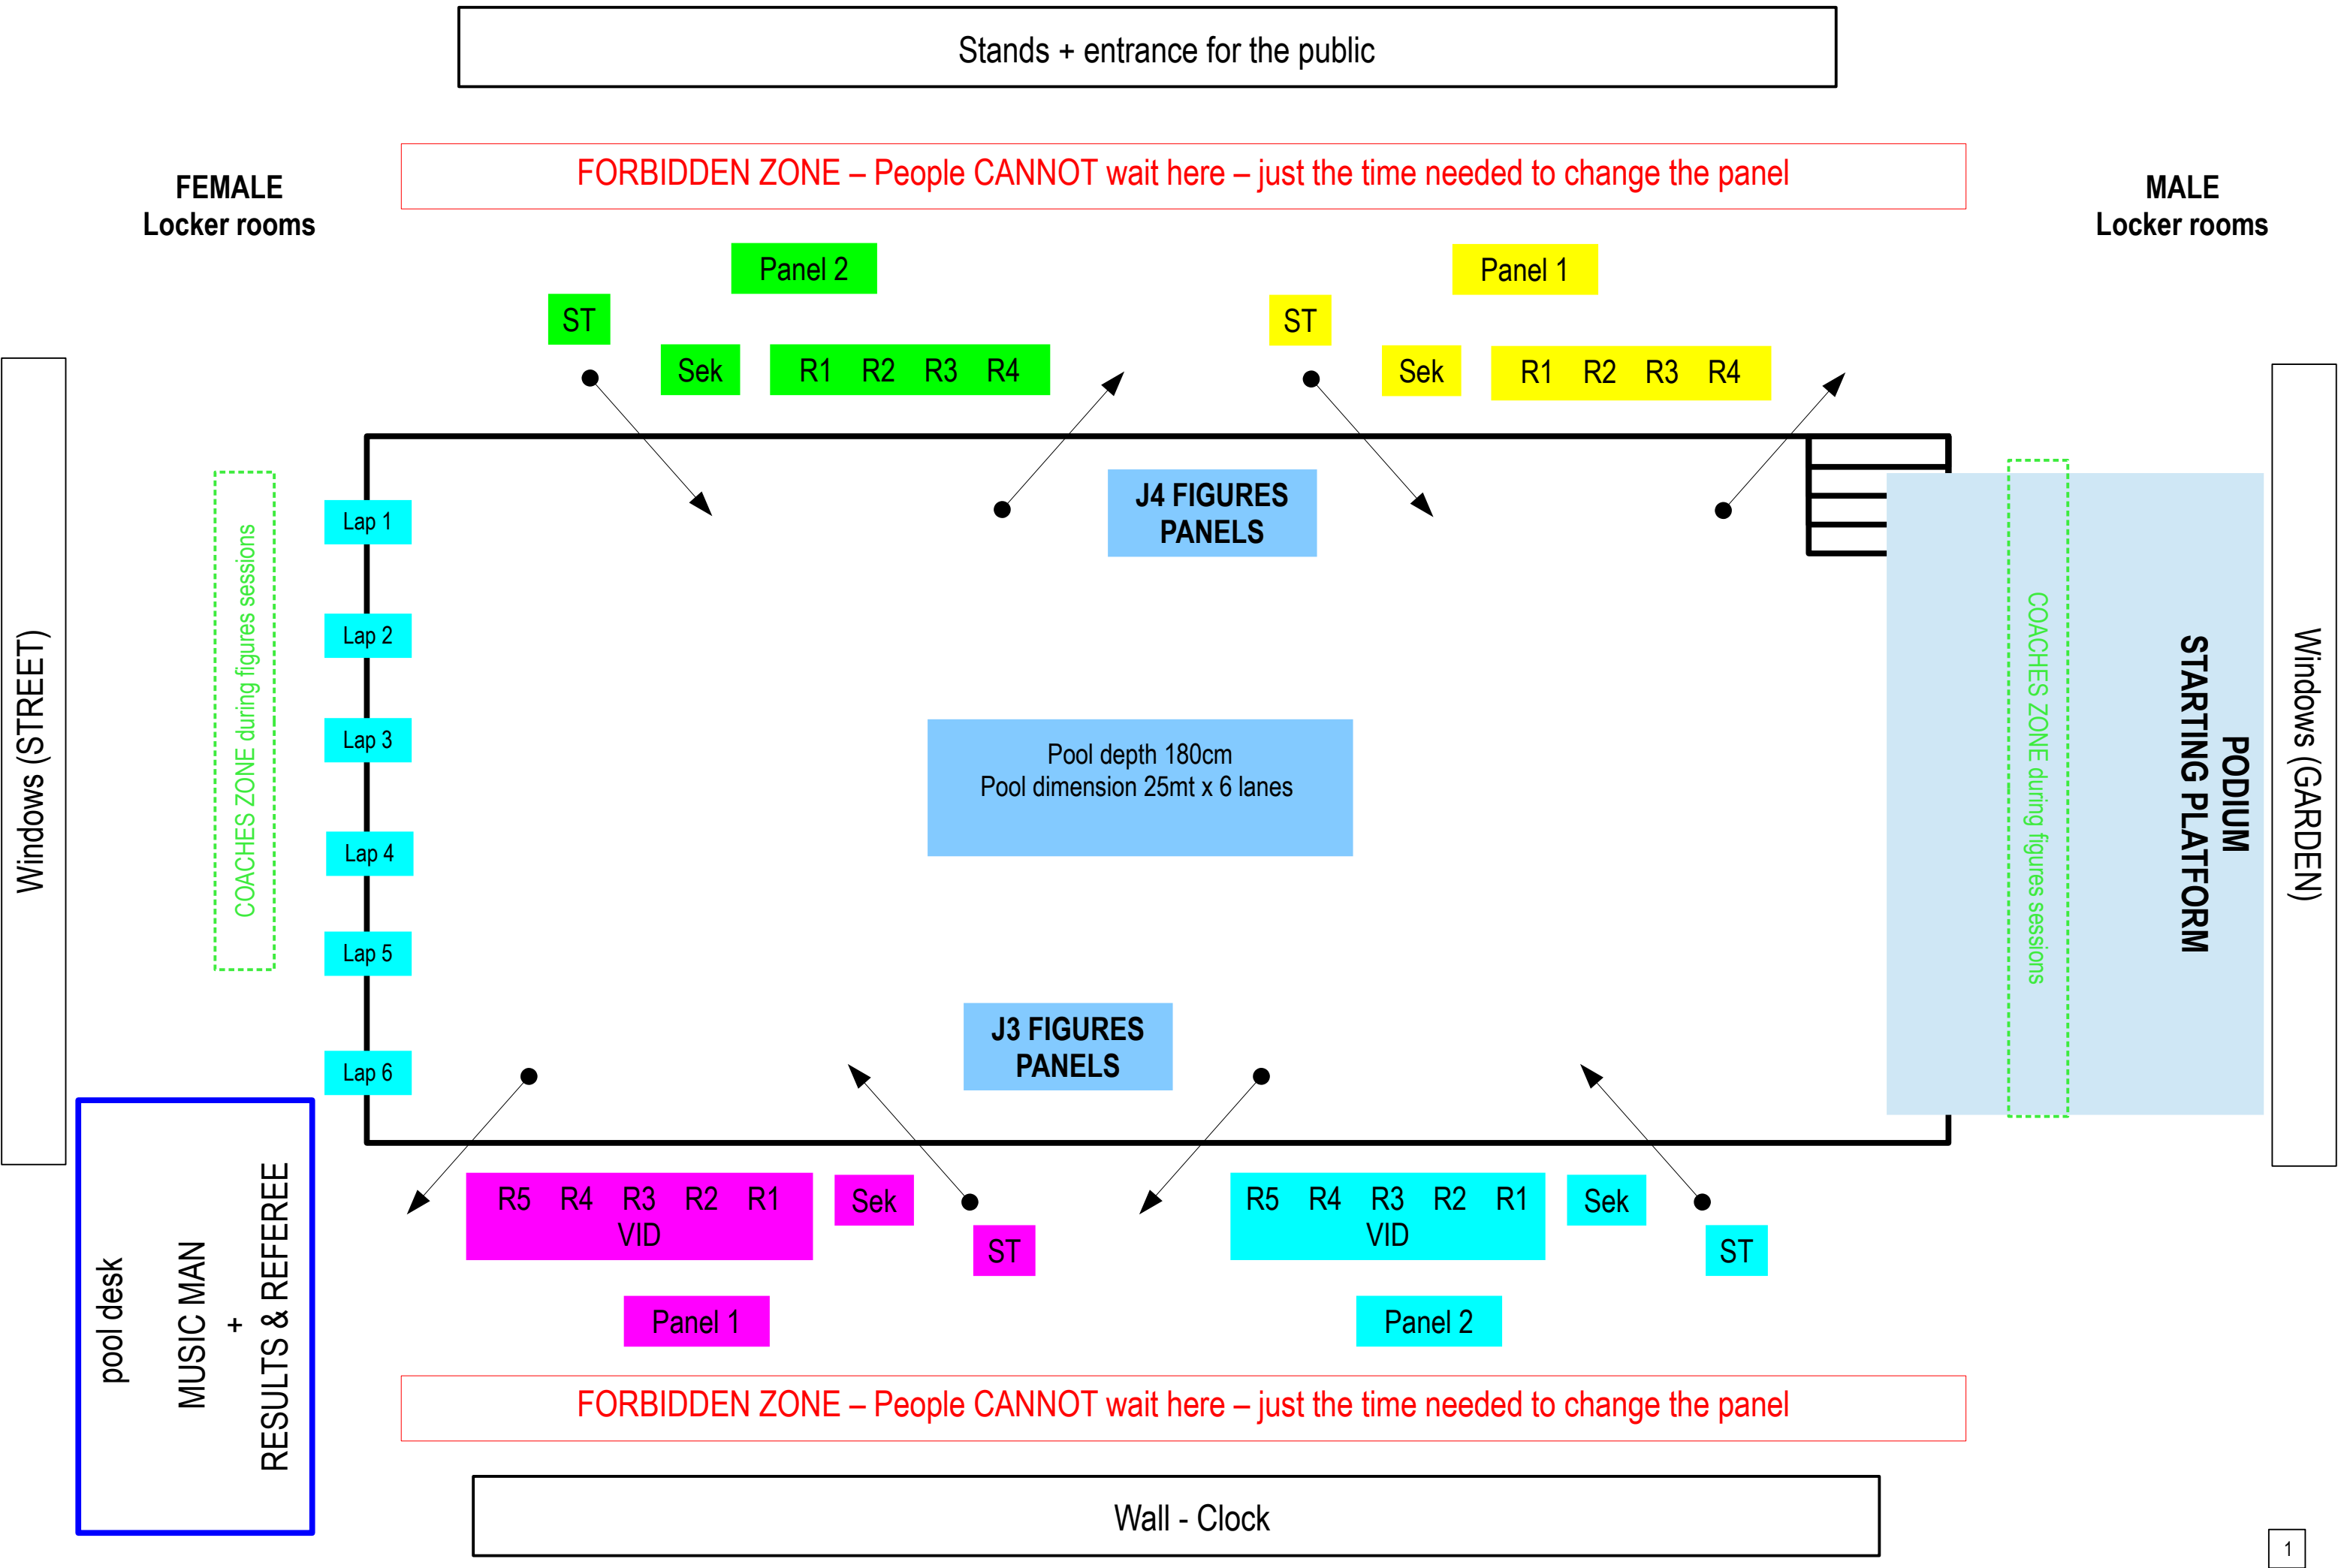 Stands + entrance for the public
FORBIDDEN ZONE – People CANNOT wait here – just the time needed to change the panel
FEMALE
Locker rooms
MALE
Locker rooms
Panel 2
ST
Sek
R1 R2 R3 R4
Panel 1
ST
Sek
R1 R2 R3 R4
Windows (STREET)
COACHES ZONE during figures sessions
Lap 1
Lap 2
Lap 3
Lap 4
Lap 5
Lap 6
J4 FIGURES
PANELS
Pool depth 180cm
Pool dimension 25mt x 6 lanes
J3 FIGURES
PANELS
COACHES ZONE during figures sessions
PODIUM
STARTING PLATFORM
Windows (GARDEN)
pool desk
MUSIC MAN
+
RESULTS & REFEREE
R5 R4 R3 R2 R1
VID
Sek
ST
Panel 1
R5 R4 R3 R2 R1
VID
Sek
ST
Panel 2
FORBIDDEN ZONE – People CANNOT wait here – just the time needed to change the panel
Wall - Clock
1